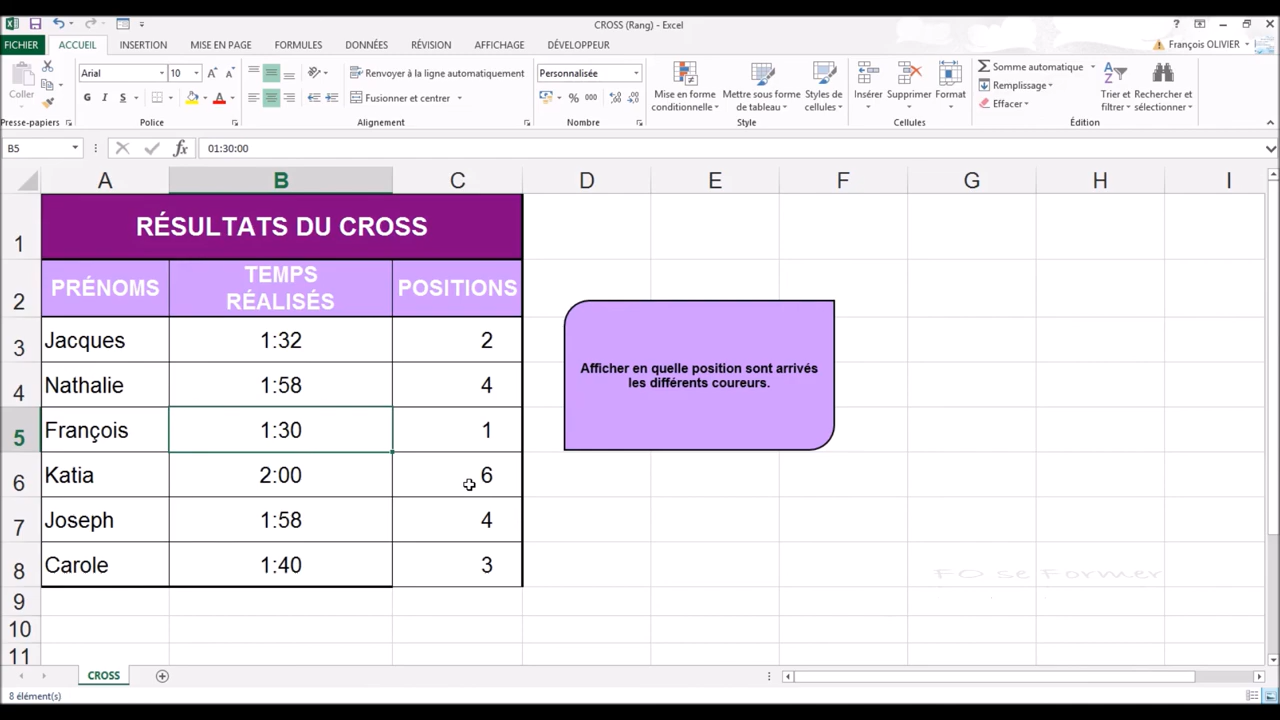 CROSS (Rang) - Excel
FICHIER ACCUEIL INSERTION MISE EN PAGE FORMULES DONNÉES RÉVISION AFFICHAGE DÉVELOPPEUR François OLIVIER
Arial 10 Renvoyer à la ligne automatiquement Personnalisée Somme automatique
Coller Fusionner et centrer Mise en forme conditionnelle Mettre sous forme de tableau Styles de cellules Insérer Supprimer Format Remplissage Effacer Trier et filtrer Rechercher et sélectionner
G I S % 000
Presse-papiers Police Alignement Nombre Style Cellules Édition
B5 fx 01:30:00
A B C D E F G H I
1 RÉSULTATS DU CROSS
2 PRÉNOMS TEMPS RÉALISÉS POSITIONS
3 Jacques 1:32 2
4 Nathalie 1:58 4
5 François 1:30 1
6 Katia 2:00 6
7 Joseph 1:58 4
8 Carole 1:40 3
9
10
11
Afficher en quelle position sont arrivés
les différents coureurs.
FO se Former
CROSS
8 élément(s)